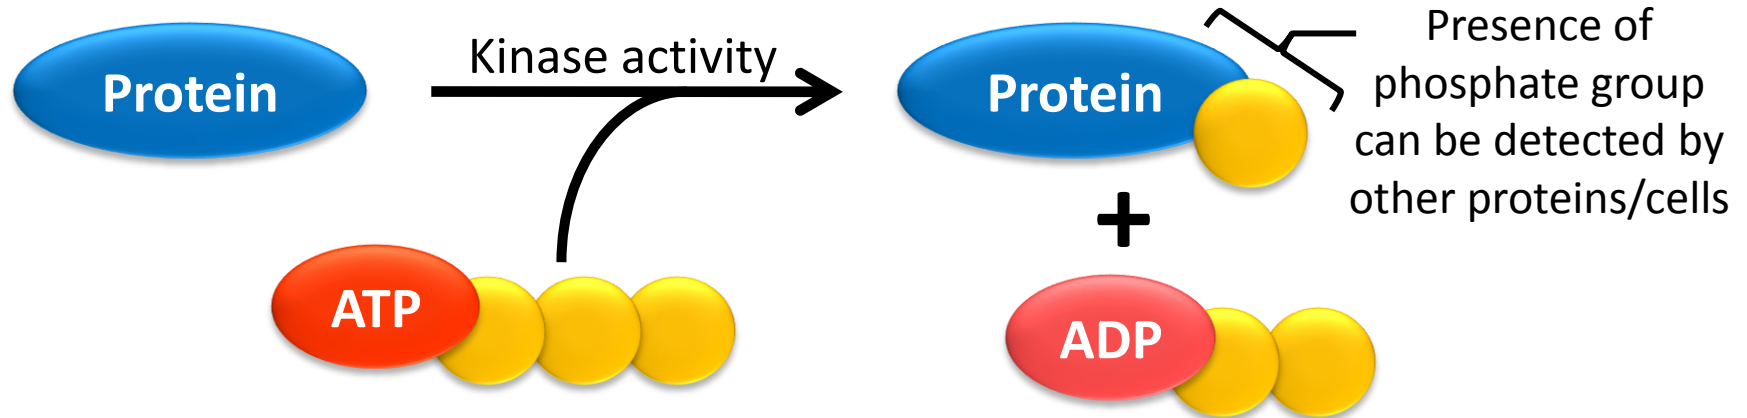 Protein
Kinase activity
Protein
Presence of
phosphate group
can be detected by
other proteins/cells
+
ATP
ADP